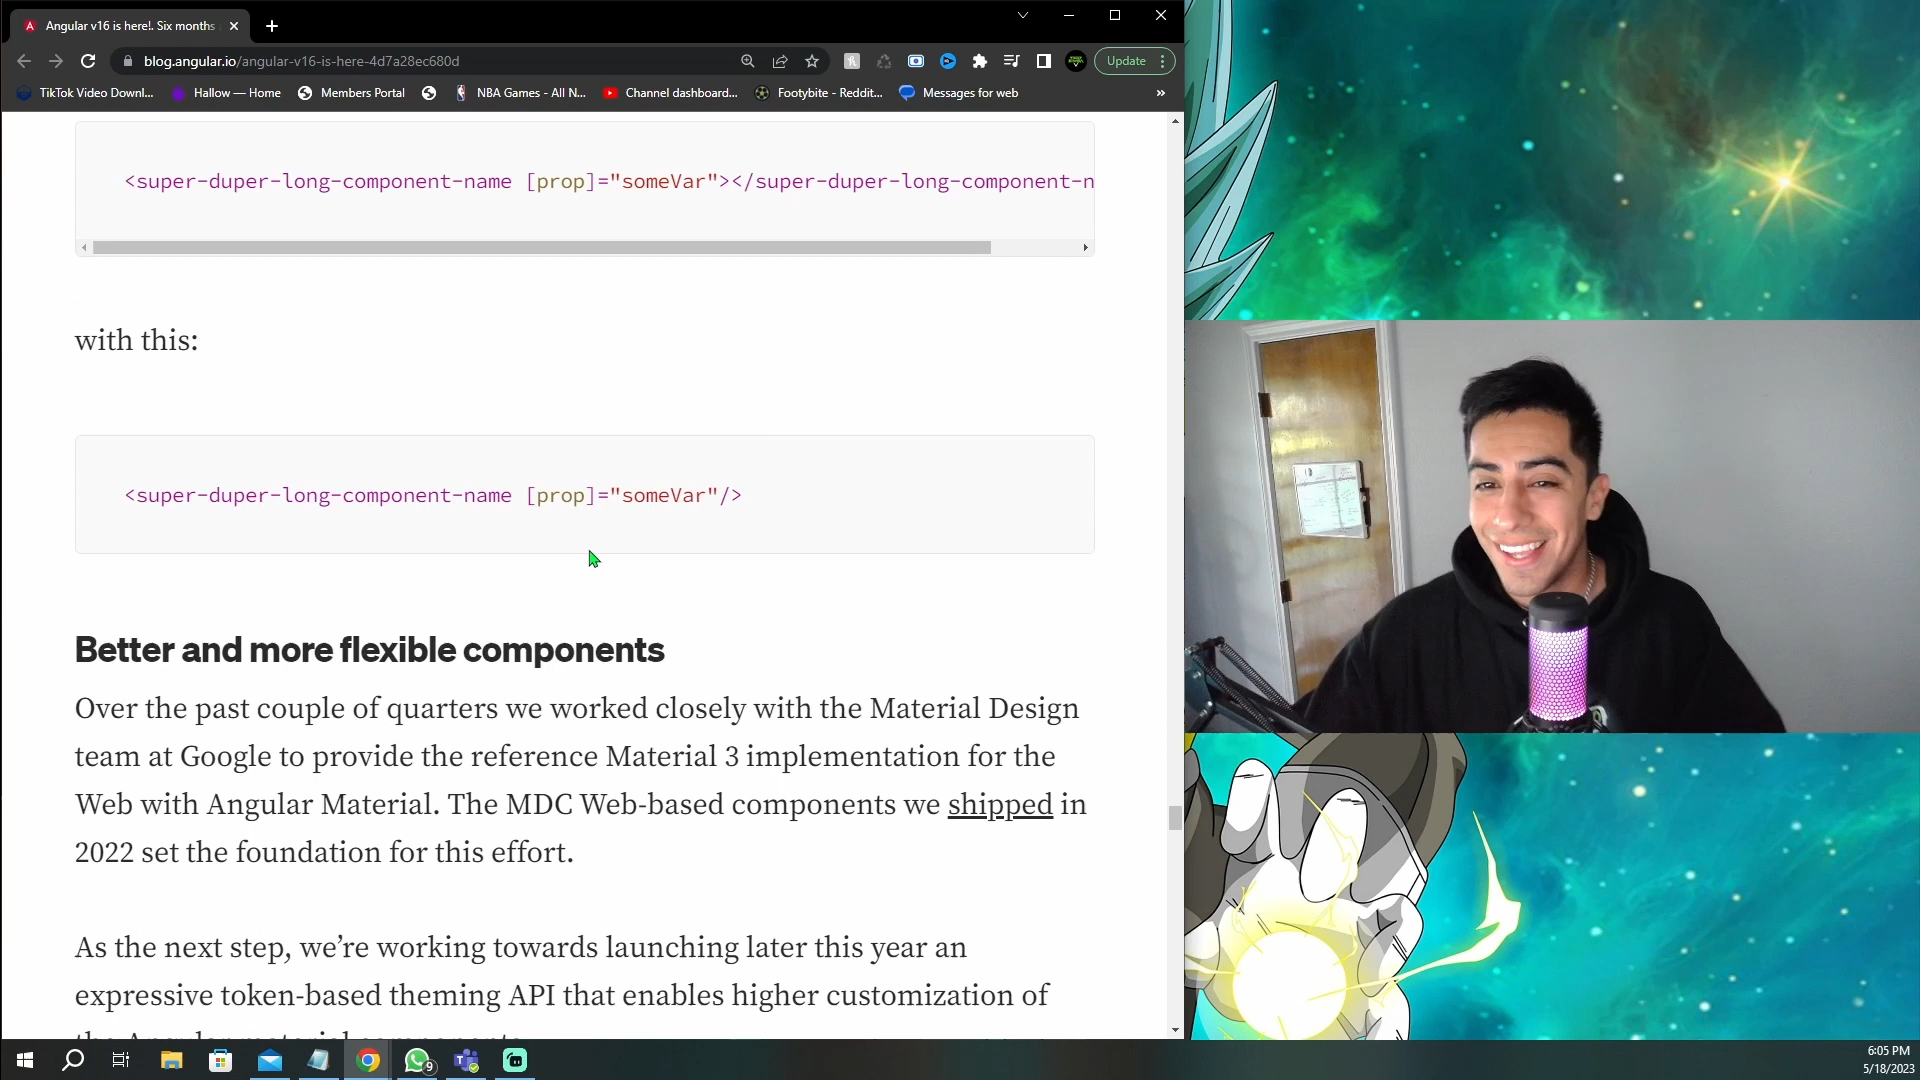 Angular v16 is here!. Six months
blog.angular.io/angular-v16-is-here-4d7a28ec680d
Update
TikTok Video Downl...
Hallow — Home
Members Portal
NBA Games - All N...
Channel dashboard...
Footybite - Reddit...
Messages for web
»
<super-duper-long-component-name [prop]="someVar"></super-duper-long-component-n
with this:
<super-duper-long-component-name [prop]="someVar"/>
Better and more flexible components
Over the past couple of quarters we worked closely with the Material Design
team at Google to provide the reference Material 3 implementation for the
Web with Angular Material. The MDC Web-based components we shipped in
2022 set the foundation for this effort.
As the next step, we’re working towards launching later this year an
expressive token-based theming API that enables higher customization of
the Angular material components.
9
6:05 PM
5/18/2023